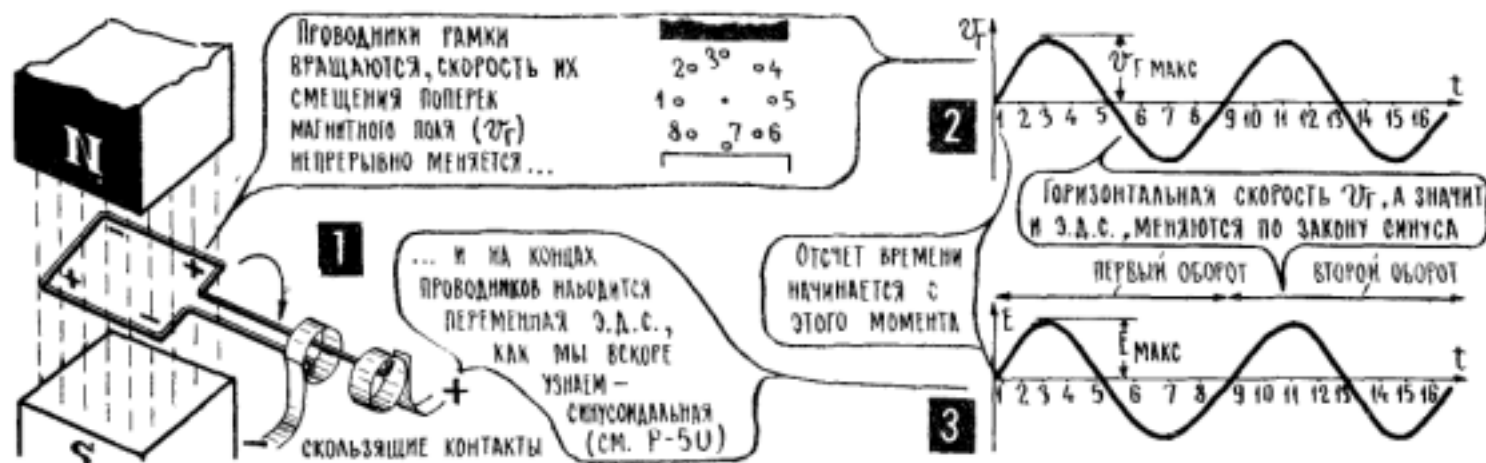 ПРОВОДНИКИ РАМКИ
ВРАЩАЮТСЯ, СКОРОСТЬ ИХ
СМЕЩЕНИЯ ПОПЕРЕК
МАГНИТНОГО ПОЛЯ (𝑣г)
НЕПРЕРЫВНО МЕНЯЕТСЯ...
3
2 4
1 5
8 7 6
N
S
1
+ − + −
... И НА КОНЦАХ
ПРОВОДНИКОВ НАВОДИТСЯ
ПЕРЕМЕННАЯ Э.Д.С.,
КАК МЫ ВСКОРЕ
УЗНАЕМ –
СИНУСОИДАЛЬНАЯ
(СМ. Р-50)
+
−
СКОЛЬЗЯЩИЕ КОНТАКТЫ
2
𝑣г
𝑣г МАКС
t
1 2 3 4 5 6 7 8 9 10 11 12 13 14 15 16
ГОРИЗОНТАЛЬНАЯ СКОРОСТЬ 𝑣г, А ЗНАЧИТ
И Э.Д.С., МЕНЯЮТСЯ ПО ЗАКОНУ СИНУСА
ОТСЧЕТ ВРЕМЕНИ
НАЧИНАЕТСЯ С
ЭТОГО МОМЕНТА
ПЕРВЫЙ ОБОРОТ ВТОРОЙ ОБОРОТ
3
E
E МАКС
t
1 2 3 4 5 6 7 8 9 10 11 12 13 14 15 16